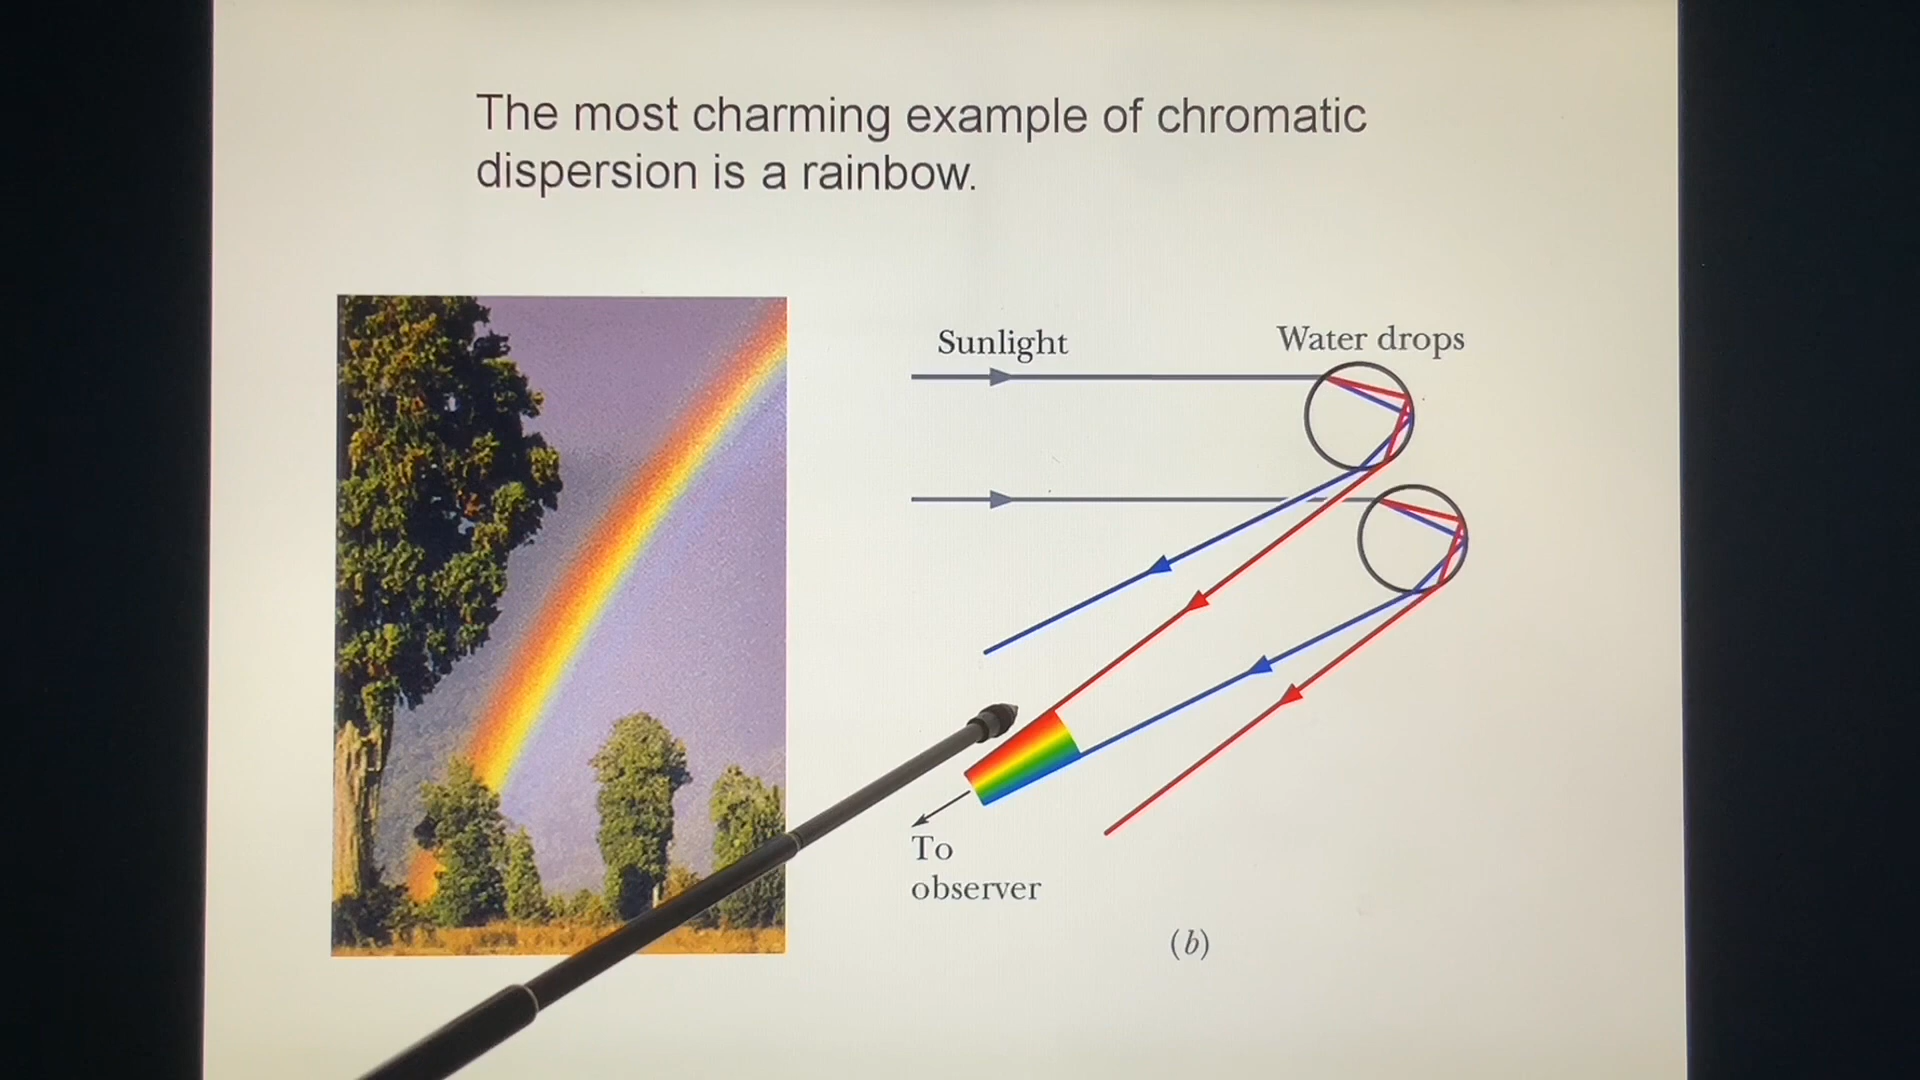 The most charming example of chromatic
dispersion is a rainbow.
Sunlight
Water drops
To
observer
(b)